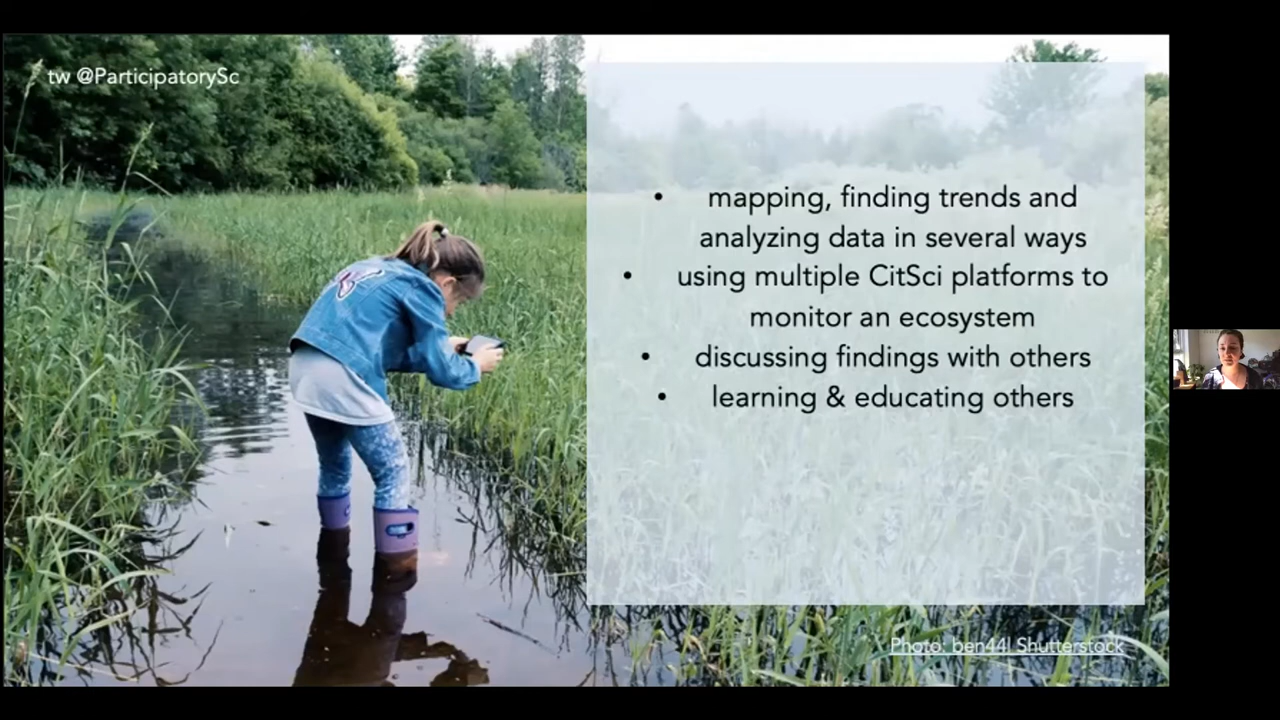 tw @ParticipatorySc
• mapping, finding trends and
analyzing data in several ways
• using multiple CitSci platforms to
monitor an ecosystem
• discussing findings with others
• learning & educating others
Photo: ben44| Shutterstock